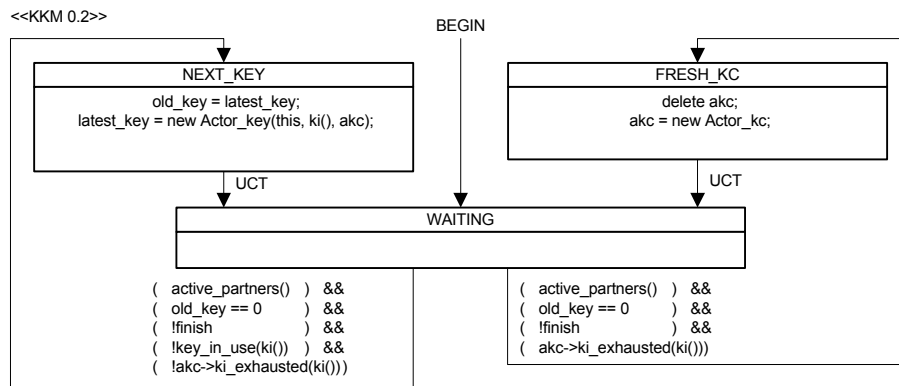 <<KKM 0.2>>
BEGIN
NEXT_KEY
old_key = latest_key;
latest_key = new Actor_key(this, ki(), akc);
FRESH_KC
delete akc;
akc = new Actor_kc;
UCT
UCT
WAITING
( active_partners() ) &&
( old_key == 0 ) &&
( !finish ) &&
( !key_in_use(ki()) ) &&
( !akc->ki_exhausted(ki()))
( active_partners() ) &&
( old_key == 0 ) &&
( !finish ) &&
( akc->ki_exhausted(ki()))